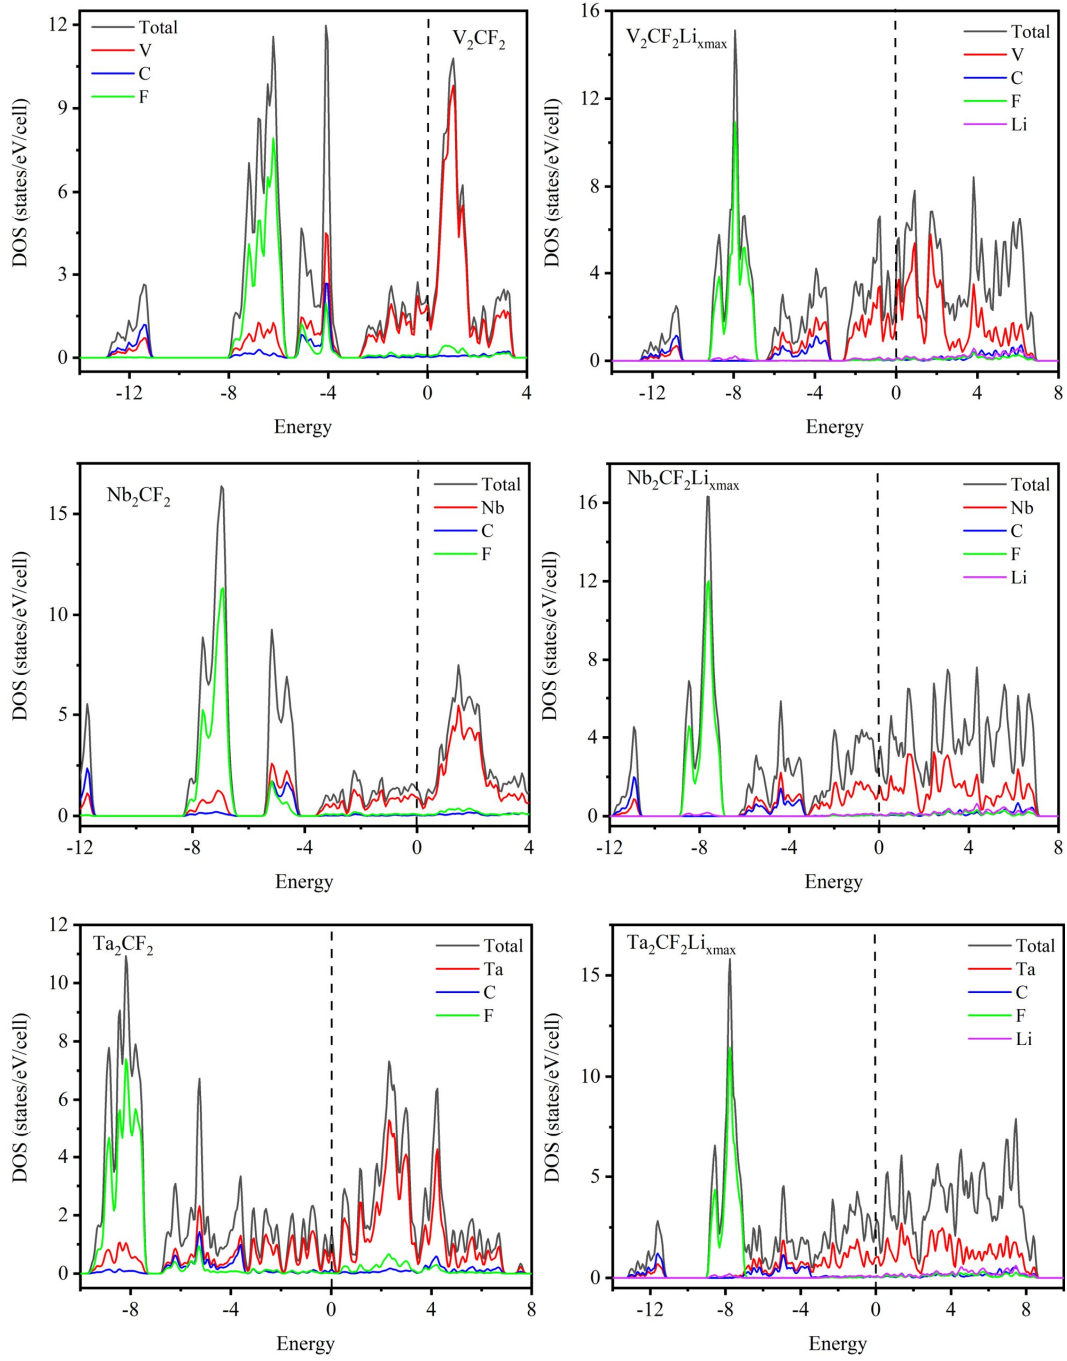 V₂CF₂
Total
V
C
F
DOS (states/eV/cell)
12
9
6
3
0
-12
-8
-4
0
4
Energy
V₂CF₂Liₓₘₐₓ
Total
V
C
F
Li
DOS (states/eV/cell)
16
12
8
4
0
-12
-8
-4
0
4
8
Energy
Nb₂CF₂
Total
Nb
C
F
DOS (states/eV/cell)
15
10
5
0
-12
-8
-4
0
4
Energy
Nb₂CF₂Liₓₘₐₓ
Total
Nb
C
F
Li
DOS (states/eV/cell)
16
12
8
4
0
-12
-8
-4
0
4
8
Energy
Ta₂CF₂
Total
Ta
C
F
DOS (states/eV/cell)
12
10
8
6
4
2
0
-8
-4
0
4
8
Energy
Ta₂CF₂Liₓₘₐₓ
Total
Ta
C
F
Li
DOS (states/eV/cell)
15
10
5
0
-12
-8
-4
0
4
8
Energy